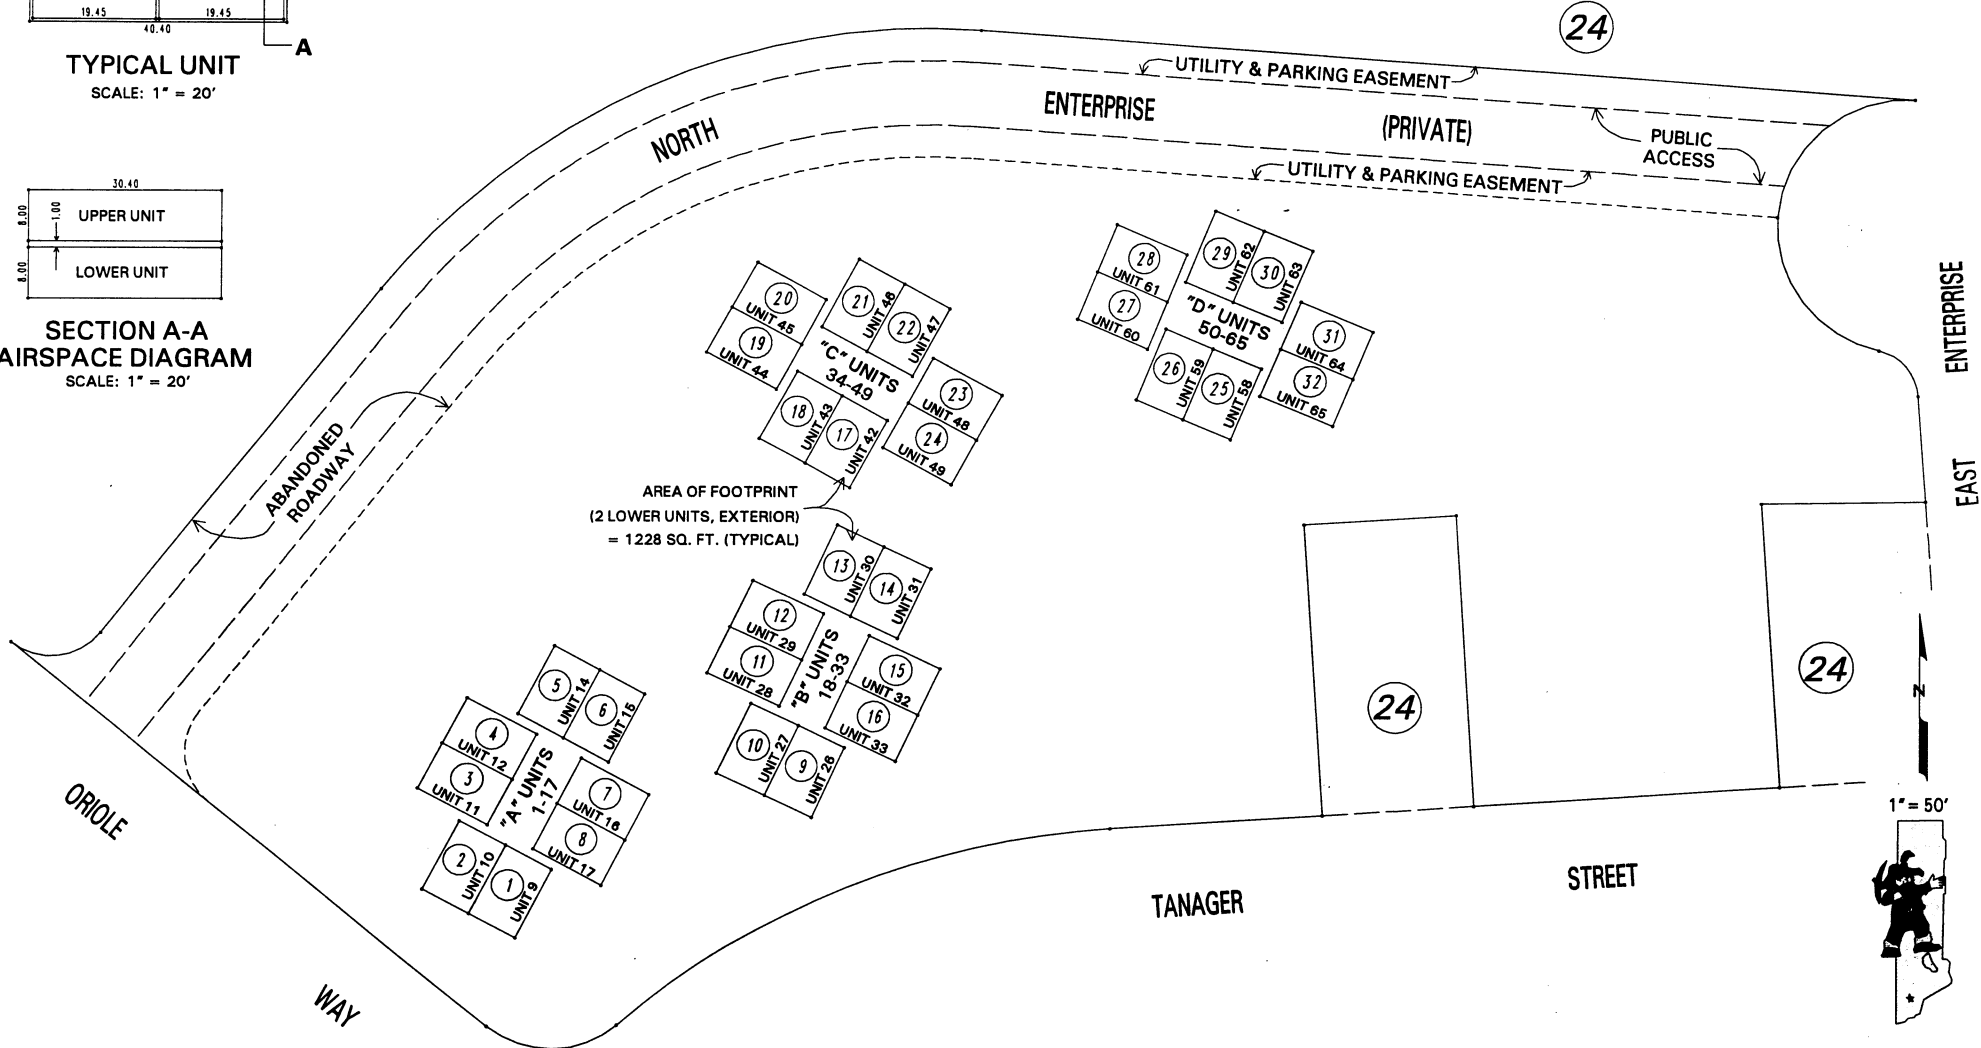 19.45
19.45
40.40
A
TYPICAL UNIT
SCALE: 1" = 20'
30.40
8.00
1.00
UPPER UNIT
8.00
LOWER UNIT
SECTION A-A
AIRSPACE DIAGRAM
SCALE: 1" = 20'
24
UTILITY & PARKING EASEMENT
NORTH
ENTERPRISE
(PRIVATE)
PUBLIC
ACCESS
UTILITY & PARKING EASEMENT
ABANDONED
ROADWAY
20
UNIT 45
19
UNIT 44
21
UNIT 46
22
UNIT 47
"C" UNITS
34-49
18
UNIT 43
17
UNIT 42
23
UNIT 48
24
UNIT 49
28
UNIT 61
27
UNIT 60
29
UNIT 62
30
UNIT 63
"D" UNITS
50-65
26
UNIT 59
25
UNIT 58
31
UNIT 64
32
UNIT 65
ENTERPRISE
EAST
AREA OF FOOTPRINT
(2 LOWER UNITS, EXTERIOR)
= 1228 SQ. FT. (TYPICAL)
13
UNIT 30
14
UNIT 31
12
UNIT 29
11
UNIT 28
"B" UNITS
18-33
15
UNIT 32
16
UNIT 33
10
UNIT 27
9
UNIT 26
5
UNIT 14
6
UNIT 15
4
UNIT 12
3
UNIT 11
"A" UNITS
1-17
7
UNIT 16
8
UNIT 17
2
UNIT 10
1
UNIT 9
24
24
N
1" = 50'
ORIOLE
WAY
TANAGER
STREET